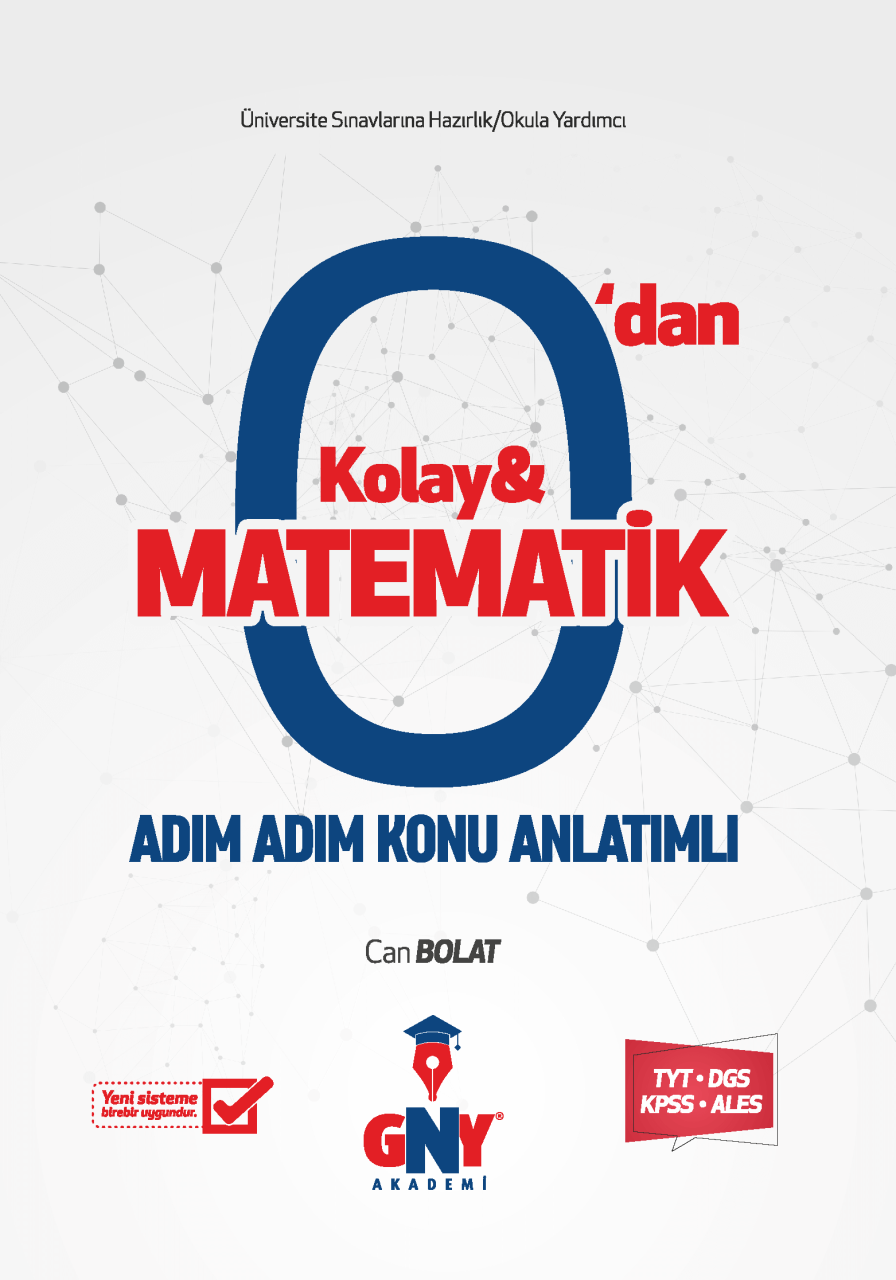 Üniversite Sınavlarına Hazırlık/Okula Yardımcı
0'dan
Kolay&
MATEMATİK
ADIM ADIM KONU ANLATIMLI
Can BOLAT
Yeni sisteme
birebir uygundur.
GNY®
AKADEMİ
TYT • DGS
KPSS • ALES